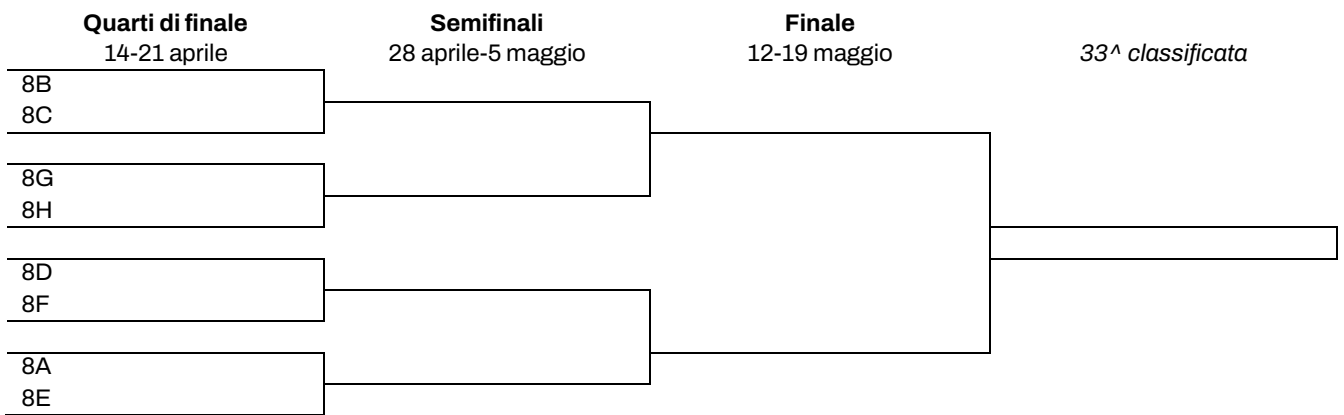 Quarti di finale Semifinali Finale
14-21 aprile 28 aprile-5 maggio 12-19 maggio 33^ classificata
8B
8C
8G
8H
8D
8F
8A
8E